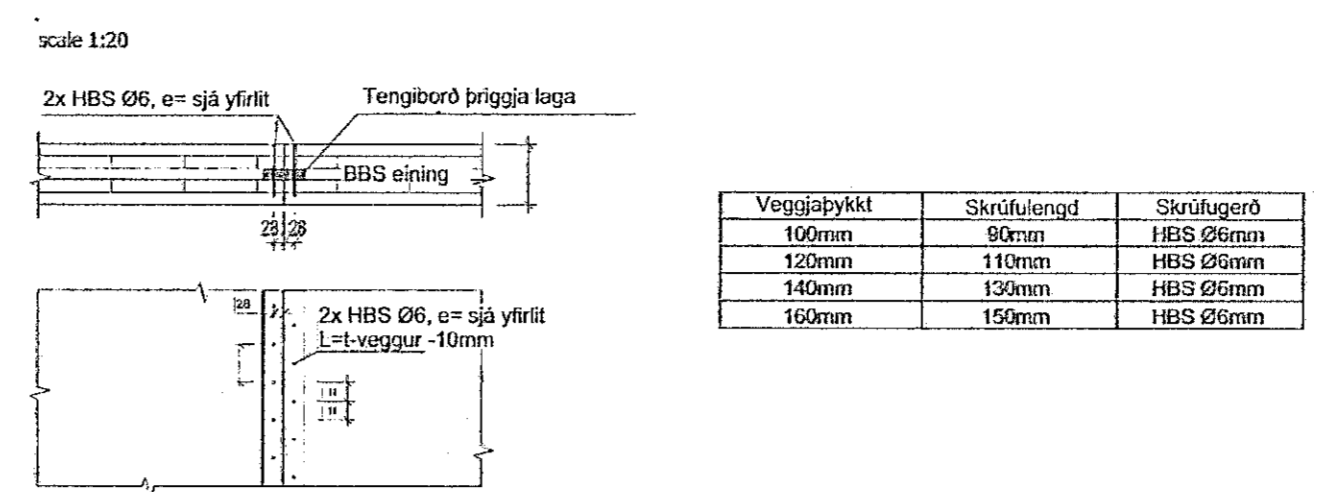 scale 1:20
2x HBS Ø6, e= sjá yfirlit
Tengiborð þriggja laga
BBS eining
28 28
28
2x HBS Ø6, e= sjá yfirlit
L=t-veggur -10mm
Veggjaþykkt Skrúfulengd Skrúfugerð
100mm 90mm HBS Ø6mm
120mm 110mm HBS Ø6mm
140mm 130mm HBS Ø6mm
160mm 150mm HBS Ø6mm